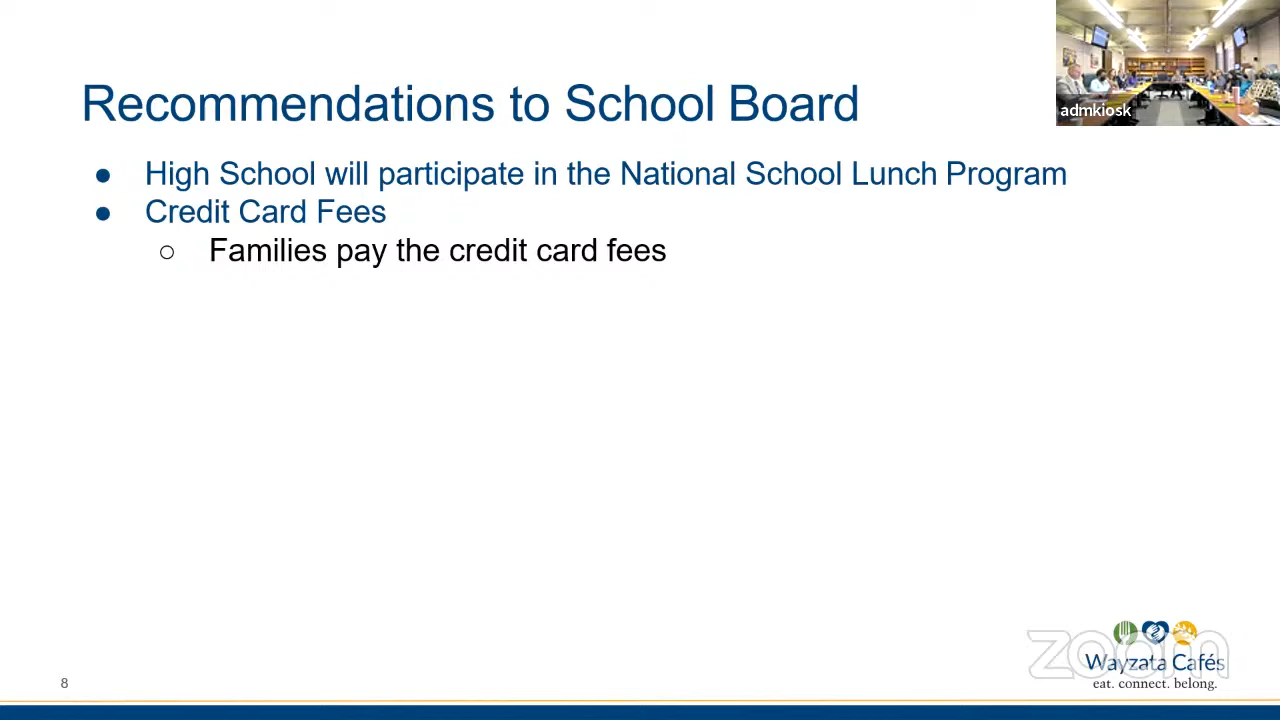 Recommendations to School Board
admkiosk
● High School will participate in the National School Lunch Program
● Credit Card Fees
○ Families pay the credit card fees
zoom
Wayzata Cafés
eat. connect. belong.
8